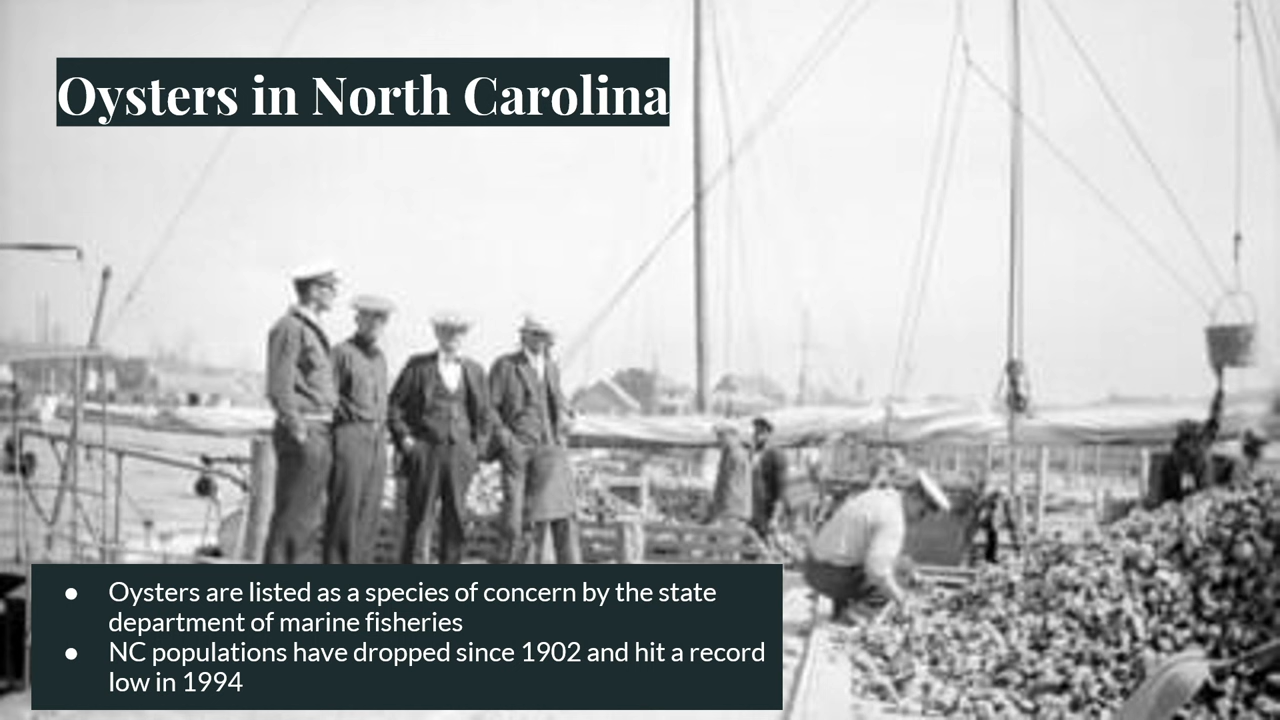 Oysters in North Carolina
● Oysters are listed as a species of concern by the state
department of marine fisheries
● NC populations have dropped since 1902 and hit a record
low in 1994